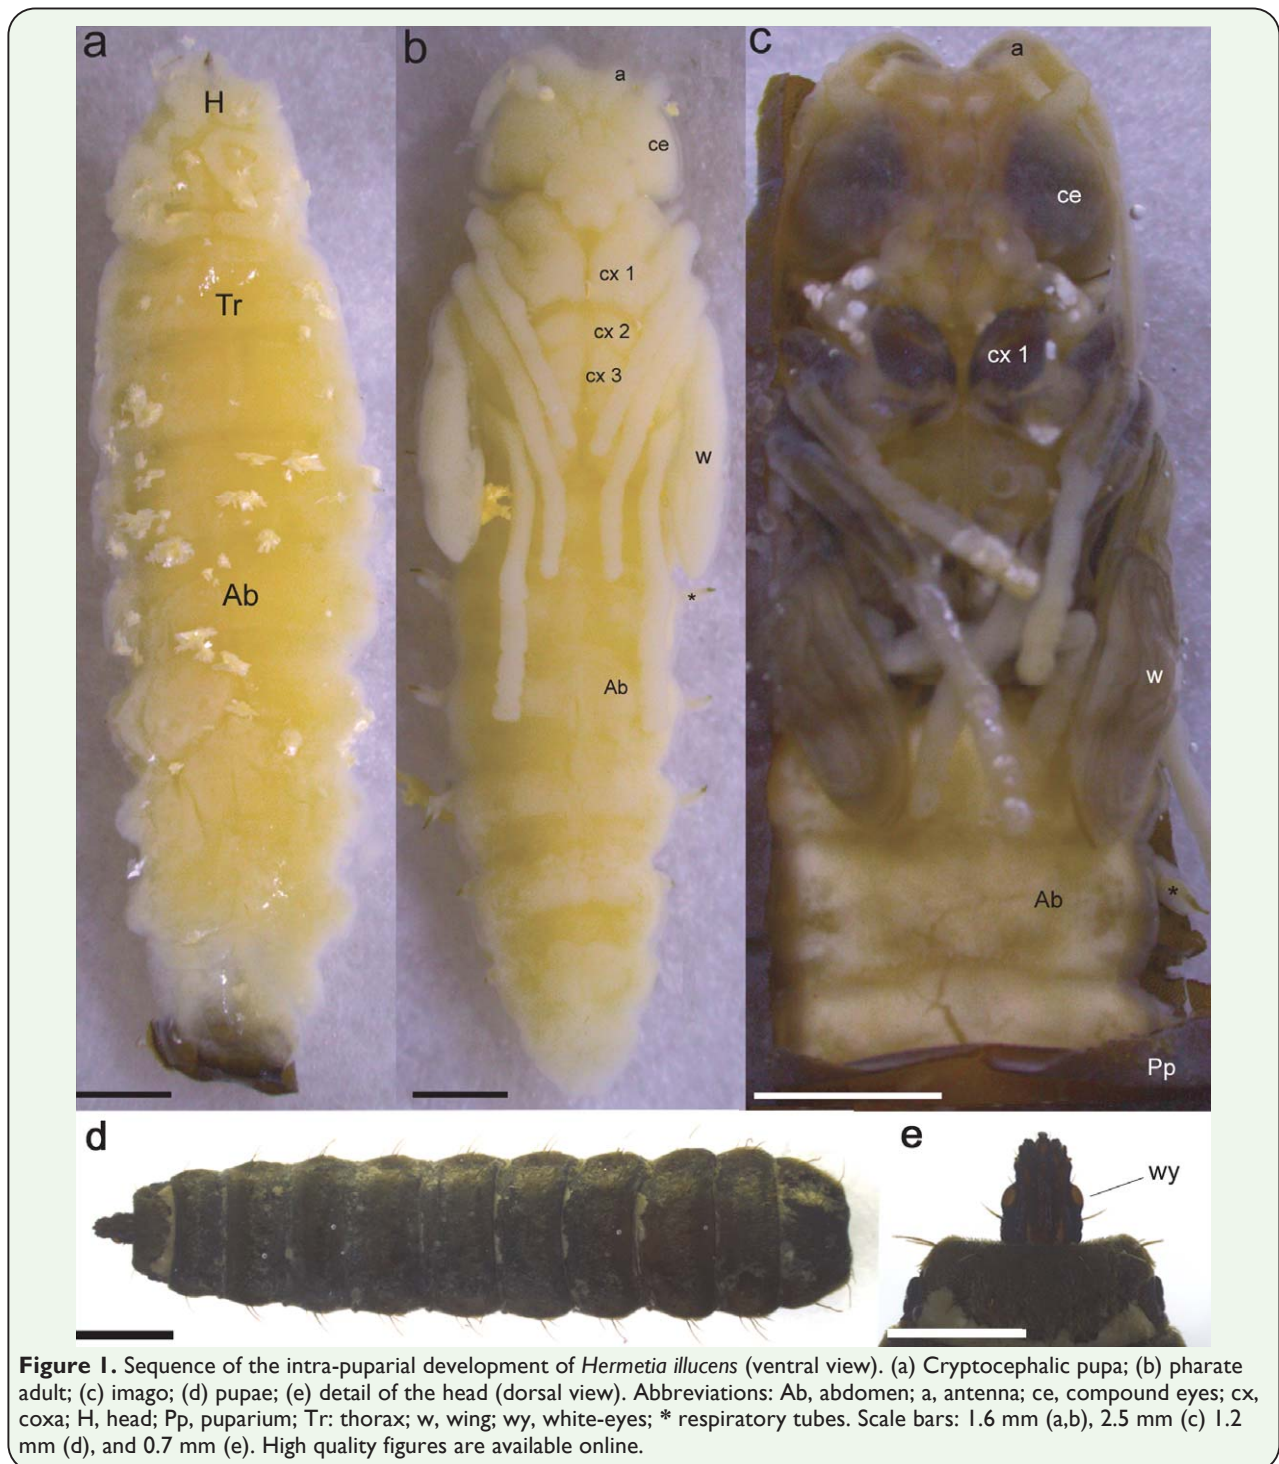 a
b
c
H
Tr
Ab
a
ce
cx 1
cx 2
cx 3
w
*
Ab
a
ce
cx 1
w
Ab
*
Pp
d
e
wy
Figure 1. Sequence of the intra-puparial development of Hermetia illucens (ventral view). (a) Cryptocephalic pupa; (b) pharate
adult; (c) imago; (d) pupae; (e) detail of the head (dorsal view). Abbreviations: Ab, abdomen; a, antenna; ce, compound eyes; cx,
coxa; H, head; Pp, puparium; Tr: thorax; w, wing; wy, white-eyes; * respiratory tubes. Scale bars: 1.6 mm (a,b), 2.5 mm (c) 1.2
mm (d), and 0.7 mm (e). High quality figures are available online.